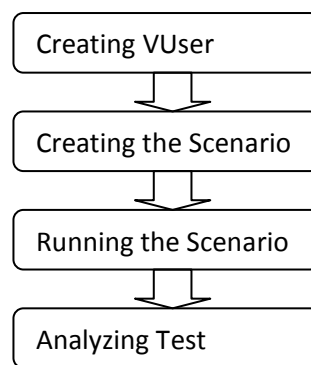 Creating VUser
Creating the Scenario
Running the Scenario
Analyzing Test